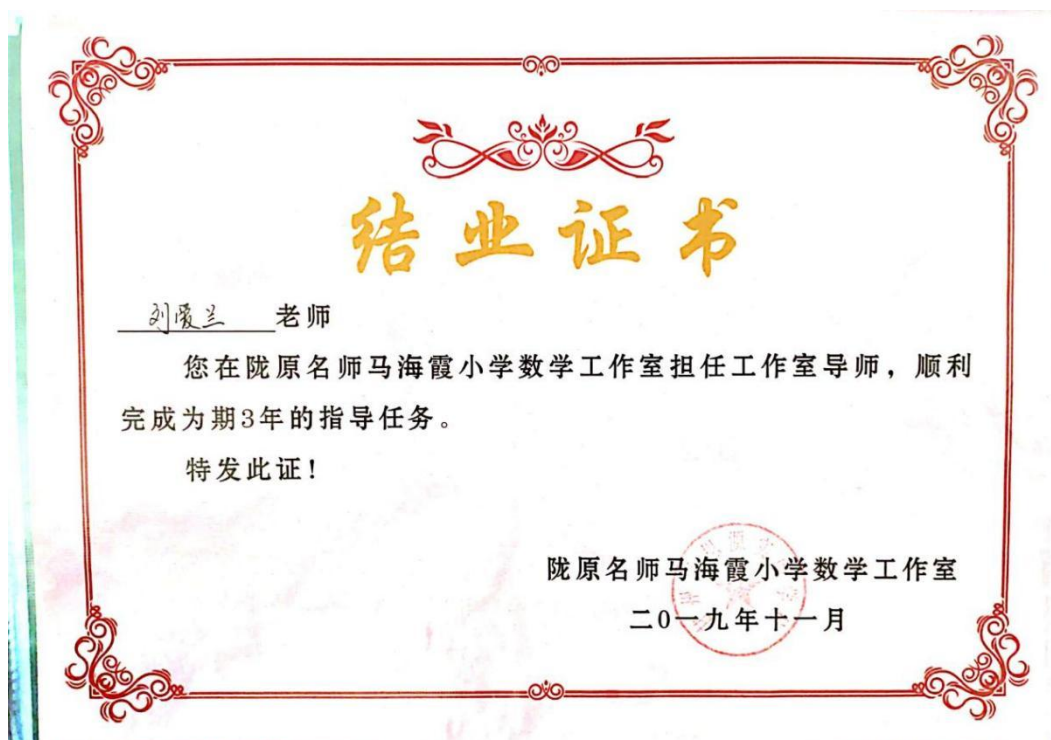 结业证书
刘爱兰 老师
您在陇原名师马海霞小学数学工作室担任工作室导师，顺利
完成为期3年的指导任务。
特发此证！
陇原名师马海霞小学数学工作室
二0一九年十一月